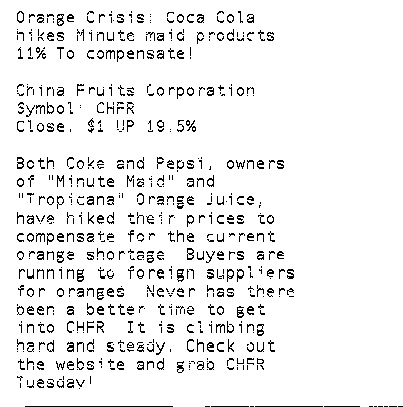 Orange Crisis: Coca Cola
hikes Minute maid products
11% To compensate!
China Fruits Corporation
Symbol: CHFR
Close. $1 UP 19.5%
Both Coke and Pepsi, owners
of "Minute Maid" and
"Tropicana" Orange Juice,
have hiked their prices to
compensate for the current
orange shortage. Buyers are
running to foreign suppliers
for oranges. Never has there
been a better time to get
into CHFR. It is climbing
hard and steady. Check out
the website and grab CHFR
Tuesday!